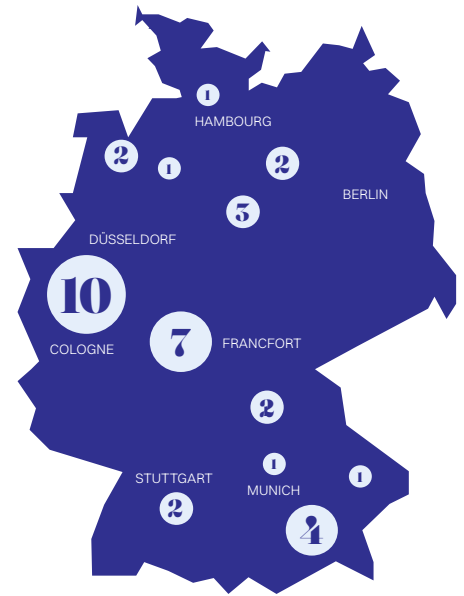 1
HAMBOURG
2
1
2
BERLIN
3
DÜSSELDORF
10
7
FRANCFORT
COLOGNE
2
1
1
STUTTGART
MUNICH
2
4